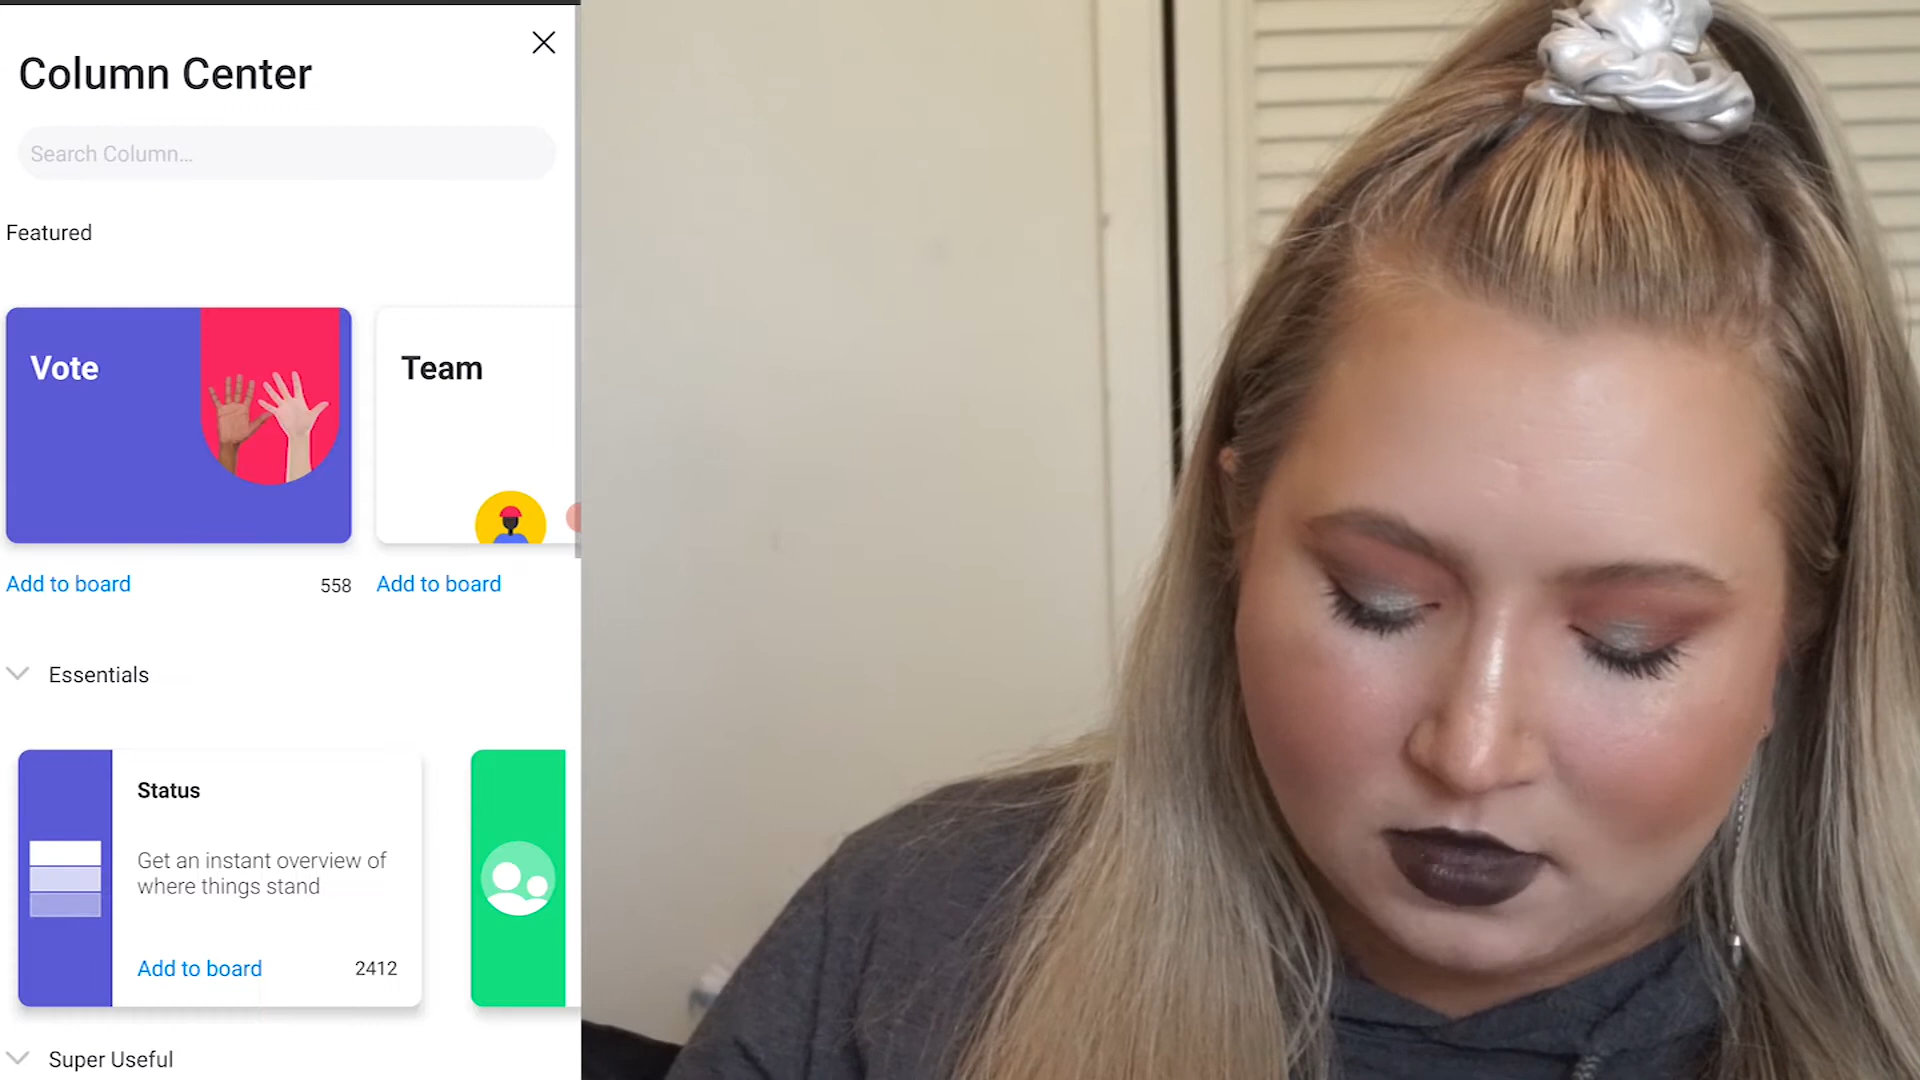 Column Center
Search Column...
Featured
Vote
Team
Add to board
558
Add to board
Essentials
Status
Get an instant overview of
where things stand
Add to board
2412
Super Useful